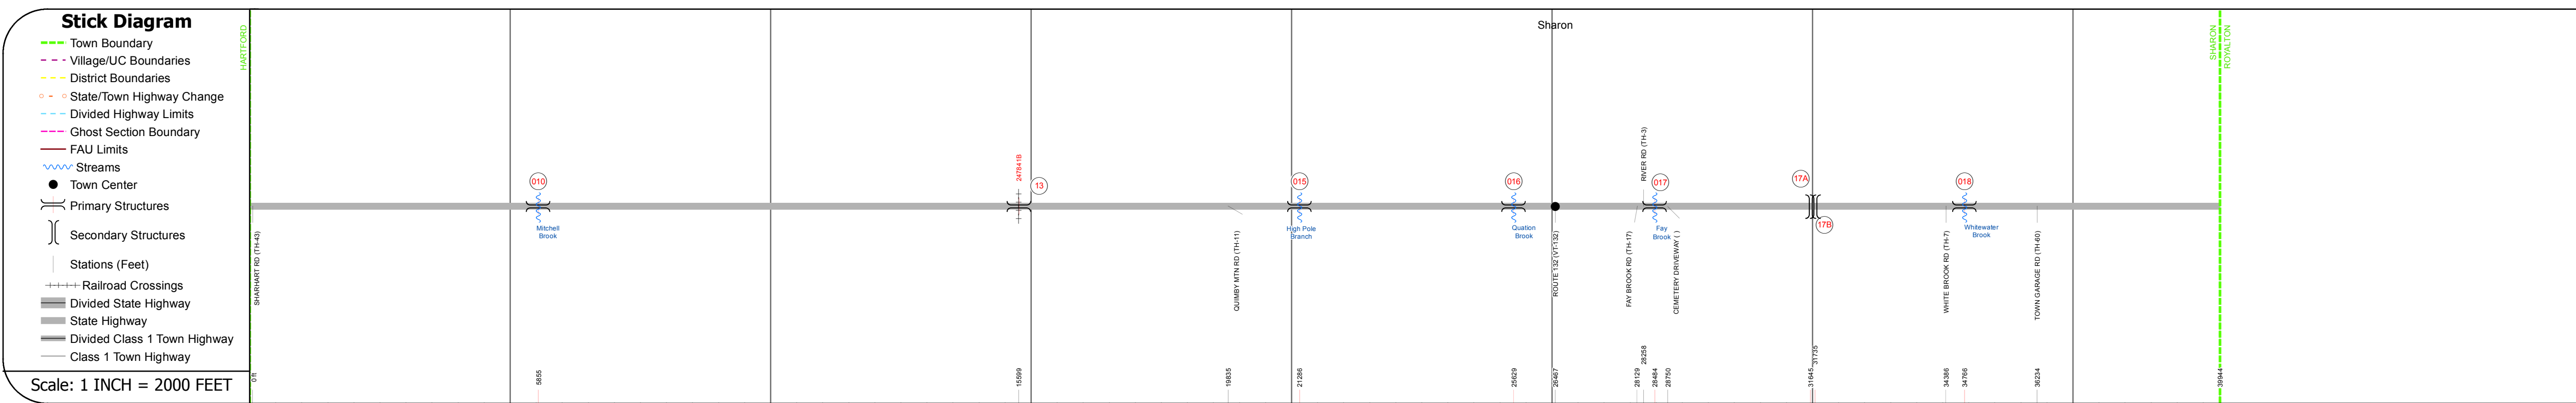 Stick Diagram
Town Boundary
Village/UC Boundaries
District Boundaries
State/Town Highway Change
Divided Highway Limits
Ghost Section Boundary
FAU Limits
Streams
Town Center
Primary Structures
Secondary Structures
Stations (Feet)
Railroad Crossings
Divided State Highway
State Highway
Divided Class 1 Town Highway
Class 1 Town Highway
Scale: 1 INCH = 2000 FEET
HARTFORD
Sharon
SHARON
ROYALTON
SHARHART RD (TH-43)
010
Mitchell
Brook
247841B
13
QUIMBY MTN RD (TH-11)
015
High Pole
Branch
016
Quation
Brook
ROUTE 132 (VT-132)
FAY BROOK RD (TH-17)
RIVER RD (TH-3)
017
Fay
Brook
CEMETERY DRIVEWAY ( )
17A
17B
WHITE BROOK RD (TH-7)
018
Whitewater
Brook
TOWN GARAGE RD (TH-60)
0 ft
5855
15599
19835
21286
25629
26467
28129
28258
28484
28750
31645
31735
34386
34766
36234
39944